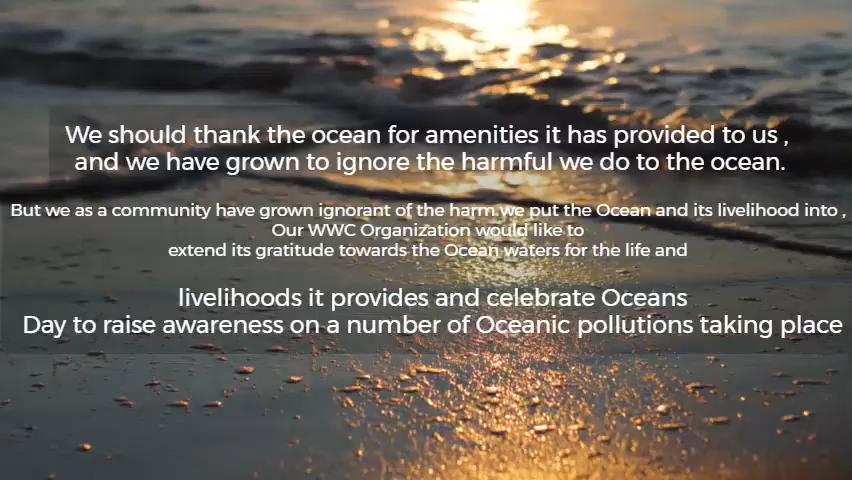 We should thank the ocean for amenities it has provided to us ,
and we have grown to ignore the harmful we do to the ocean.
But we as a community have grown ignorant of the harm we put the Ocean and its livelihood into ,
Our WWC Organization would like to
extend its gratitude towards the Ocean waters for the life and
livelihoods it provides and celebrate Oceans
Day to raise awareness on a number of Oceanic pollutions taking place